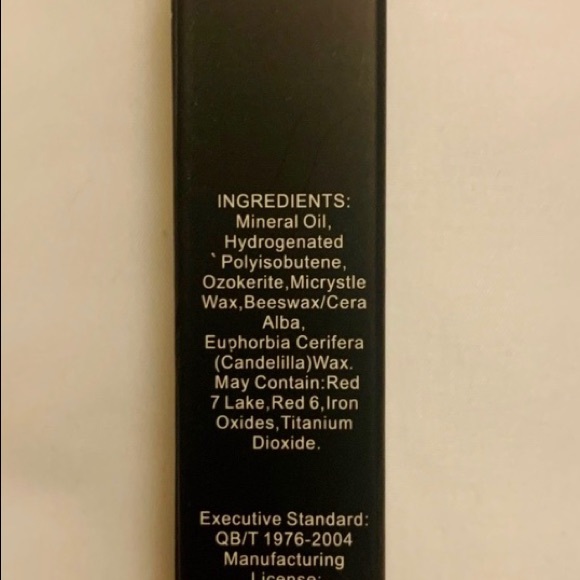 INGREDIENTS:
Mineral Oil,
Hydrogenated
Polyisobutene,
Ozokerite,Micrystle
Wax,Beeswax/Cera
Alba,
Euphorbia Cerifera
(Candelilla)Wax.
May Contain:Red
7 Lake,Red 6,Iron
Oxides,Titanium
Dioxide.
Executive Standard:
QB/T 1976-2004
Manufacturing
License: